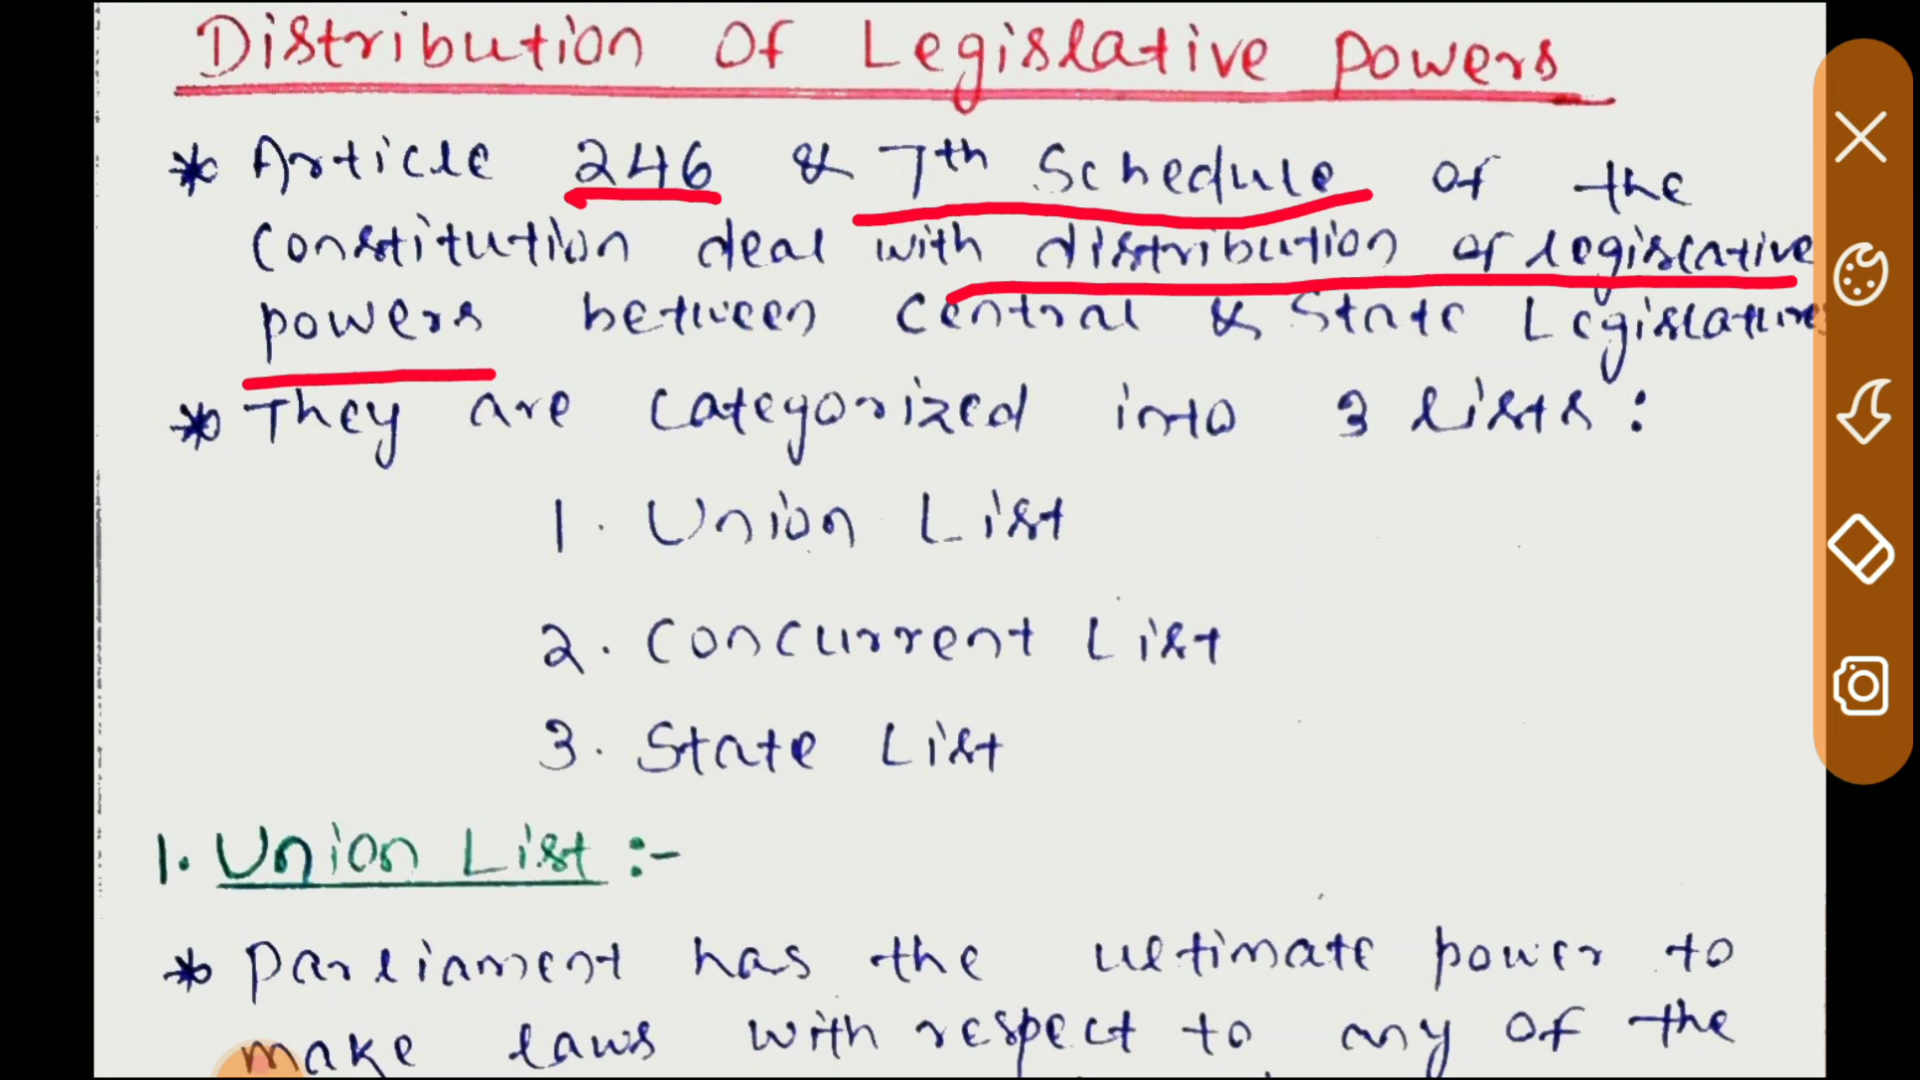 Distribution Of Legislative Powers
* Article 246 & 7th Schedule of the
Constitution deal with distribution of legislative
powers between Central & State Legislatures
* They are categorized into 3 lists :
1. Union List
2. Concurrent List
3. State List
1. Union List :-
* Parliament has the ultimate power to
make laws with respect to any of the